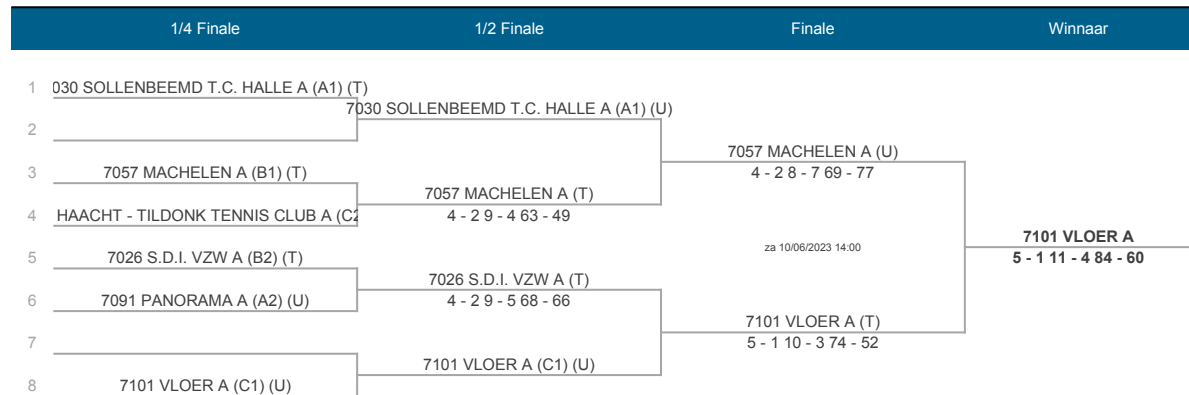 1/4 Finale 1/2 Finale Finale Winnaar
1 030 SOLLENBEEMD T.C. HALLE A (A1) (T)
7030 SOLLENBEEMD T.C. HALLE A (A1) (U)
2
7057 MACHELEN A (U)
3 7057 MACHELEN A (B1) (T)
4 - 2 8 - 7 69 - 77
7057 MACHELEN A (T)
4 HAACHT - TILDONK TENNIS CLUB A (C2
4 - 2 9 - 4 63 - 49
7101 VLOER A
za 10/06/2023 14:00
5 7026 S.D.I. VZW A (B2) (T)
5 - 1 11 - 4 84 - 60
7026 S.D.I. VZW A (T)
6 7091 PANORAMA A (A2) (U)
4 - 2 9 - 5 68 - 66
7101 VLOER A (T)
7
5 - 1 10 - 3 74 - 52
7101 VLOER A (C1) (U)
8 7101 VLOER A (C1) (U)